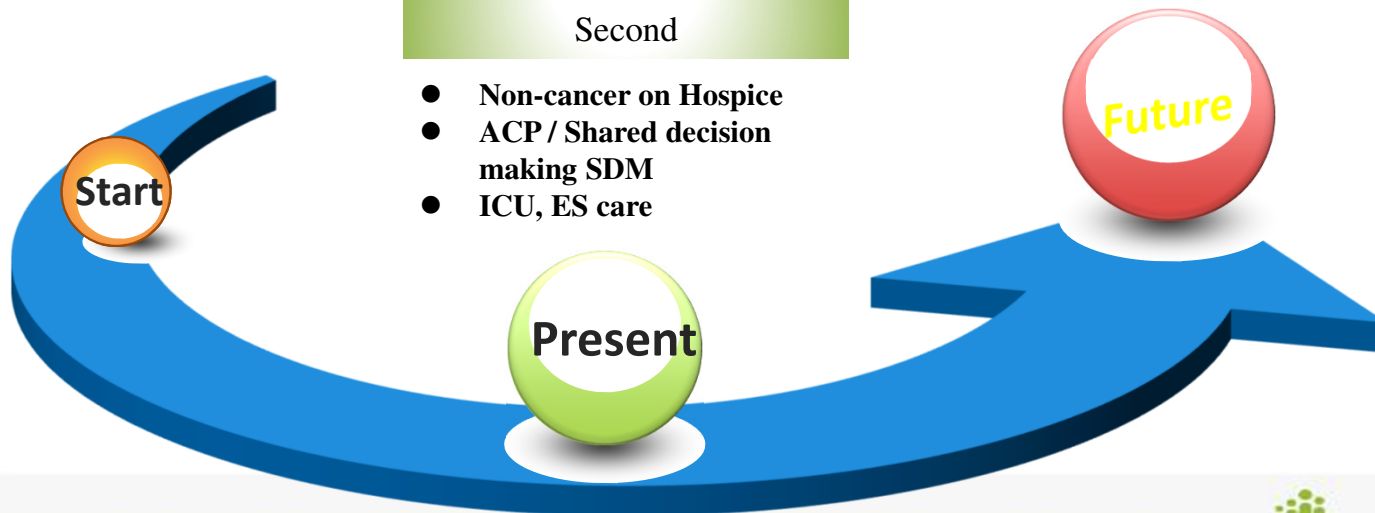 Second
● Non-cancer on Hospice
● ACP / Shared decision
making SDM
● ICU, ES care
Start
Present
Future